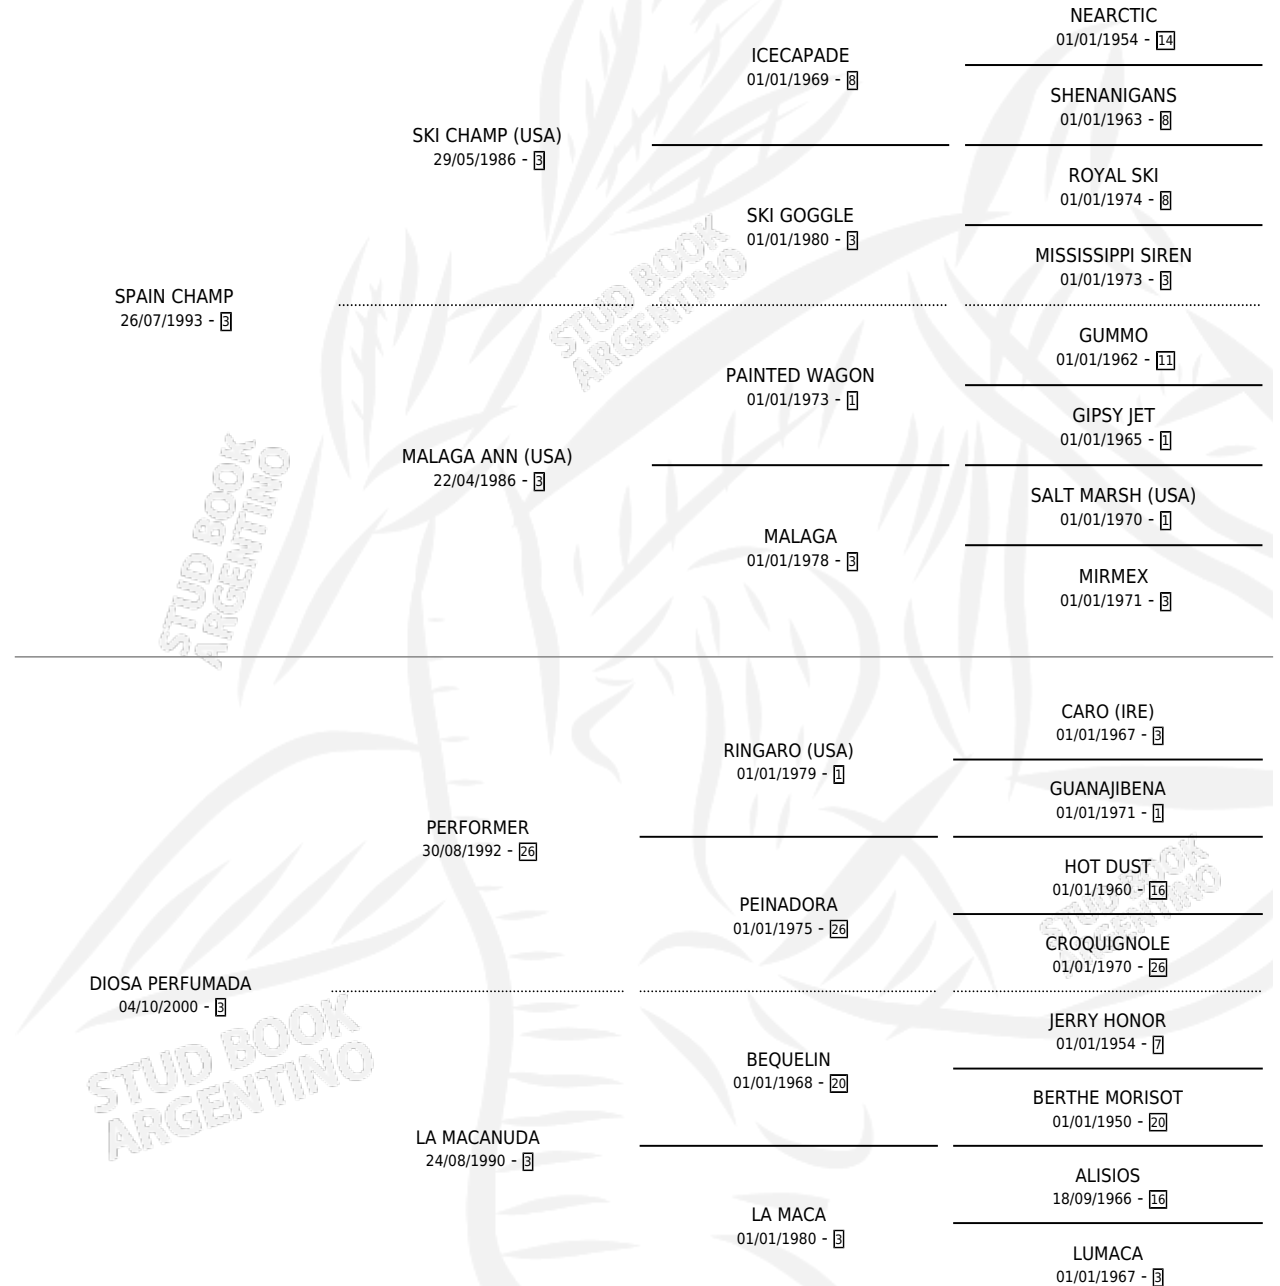 NEARCTIC
01/01/1954 - 14
ICECAPADE
01/01/1969 - 8
SHENANIGANS
01/01/1963 - 8
SKI CHAMP (USA)
29/05/1986 - 3
ROYAL SKI
01/01/1974 - 8
SKI GOGGLE
01/01/1980 - 3
MISSISSIPPI SIREN
01/01/1973 - 3
SPAIN CHAMP
26/07/1993 - 3
STUD BOOK
ARGENTINO
GUMMO
01/01/1962 - 11
PAINTED WAGON
01/01/1973 - 1
GIPSY JET
01/01/1965 - 1
MALAGA ANN (USA)
22/04/1986 - 3
SALT MARSH (USA)
01/01/1970 - 1
MALAGA
01/01/1978 - 3
MIRMEX
01/01/1971 - 3
STUD BOOK
ARGENTINO
CARO (IRE)
01/01/1967 - 3
RINGARO (USA)
01/01/1979 - 1
GUANAJIBENA
01/01/1971 - 1
PERFORMER
30/08/1992 - 26
HOT DUST
01/01/1960 - 16
PEINADORA
01/01/1975 - 26
STUD BOOK
ARGENTINO
CROQUIGNOLE
01/01/1970 - 26
DIOSA PERFUMADA
04/10/2000 - 3
JERRY HONOR
01/01/1954 - 7
BEQUELIN
01/01/1968 - 20
BERTHE MORISOT
01/01/1950 - 20
STUD BOOK
ARGENTINO
LA MACANUDA
24/08/1990 - 3
ALISIOS
18/09/1966 - 16
LA MACA
01/01/1980 - 3
LUMACA
01/01/1967 - 3